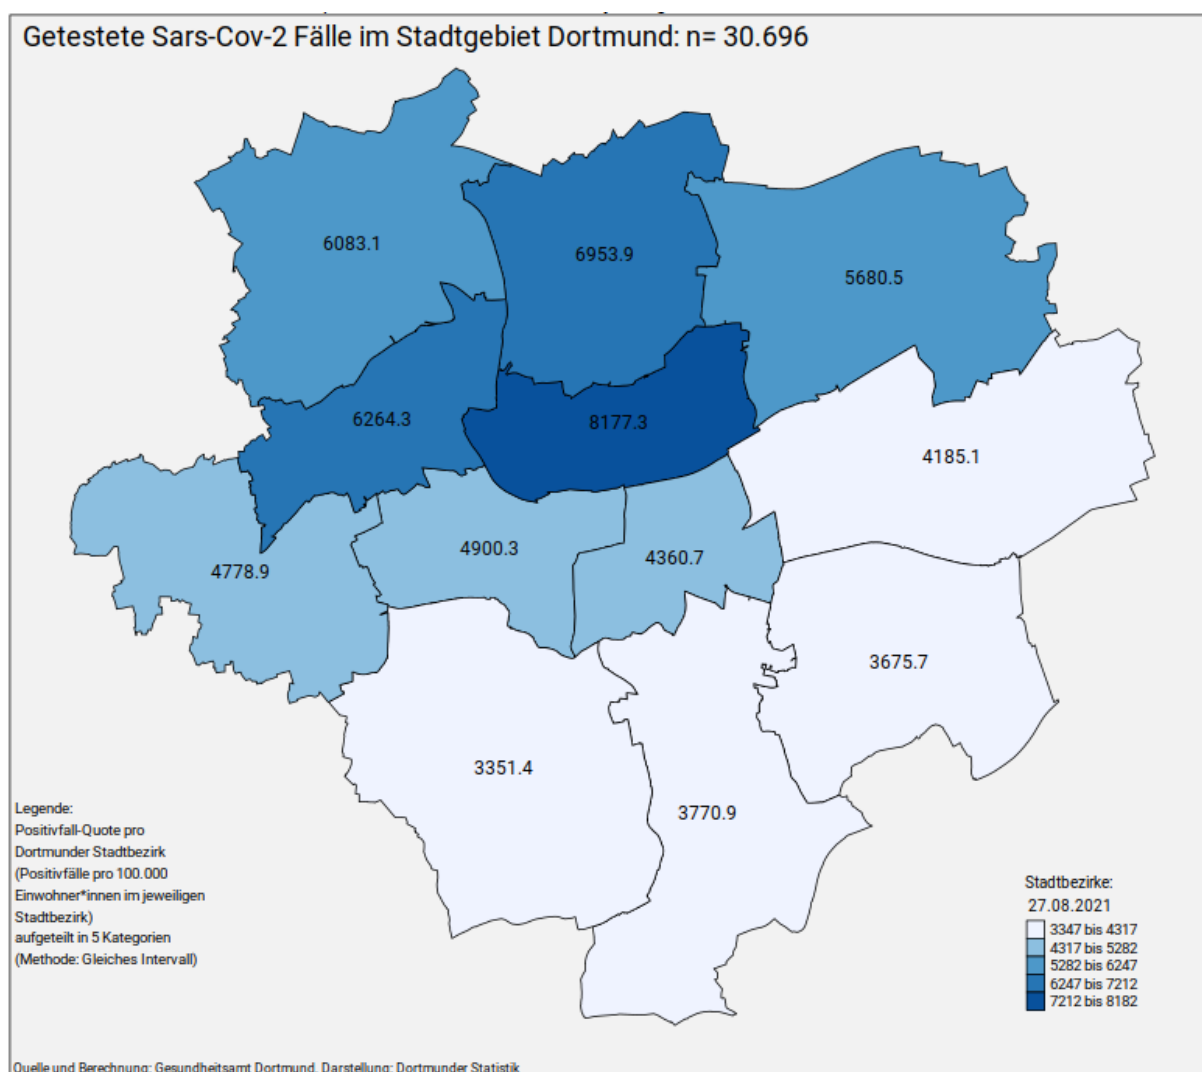 Getestete Sars-Cov-2 Fälle im Stadtgebiet Dortmund: n= 30.696
6083.1
6953.9
5680.5
6264.3
8177.3
4185.1
4778.9
4900.3
4360.7
3675.7
3351.4
3770.9
Legende:
Positivfall-Quote pro
Dortmunder Stadtbezirk
(Positivfälle pro 100.000
Einwohner*innen im jeweiligen
Stadtbezirk)
aufgeteilt in 5 Kategorien
(Methode: Gleiches Intervall)
Stadtbezirke:
27.08.2021
3347 bis 4317
4317 bis 5282
5282 bis 6247
6247 bis 7212
7212 bis 8182
Quelle und Berechnung: Gesundheitsamt Dortmund, Darstellung: Dortmunder Statistik